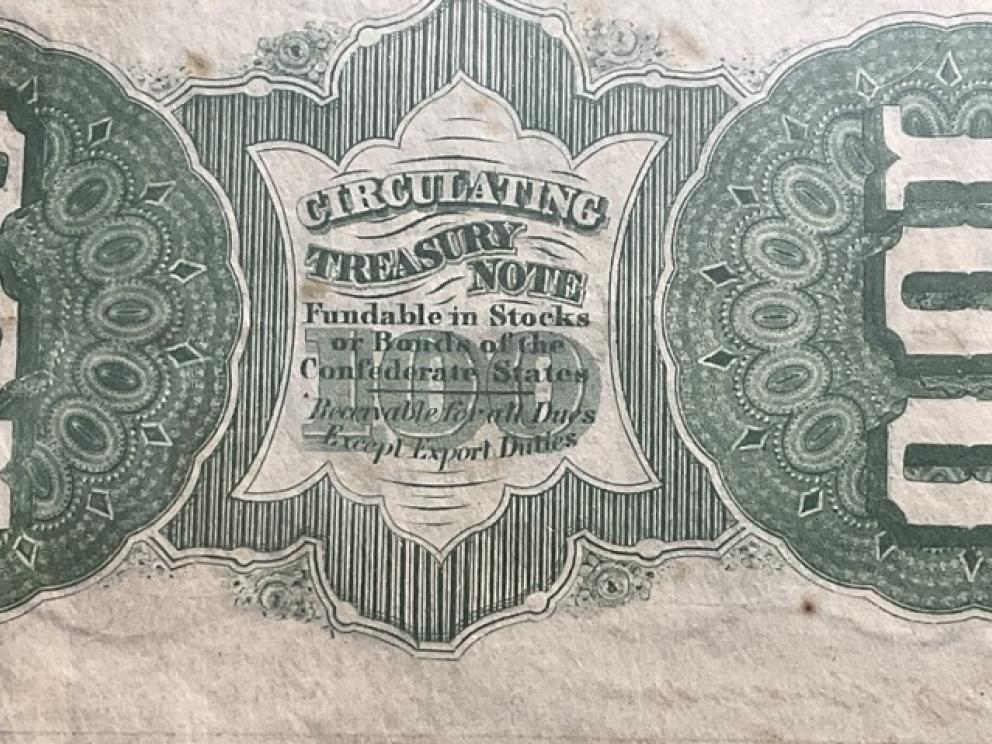 CIRCULATING
TREASURY
NOTE
Fundable in Stocks
or Bonds of the
Confederate States
Receivable for all Dues
Except Export Duties
100